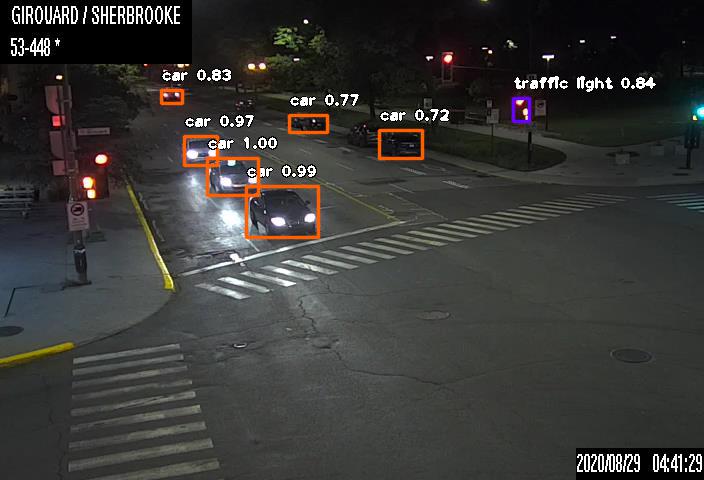 GIROUARD / SHERBROOKE
53-448 *
car 0.83
traffic light 0.84
car 0.77
car 0.72
car 0.97
car 1.00
car 0.99
2020/08/29 04:41:29